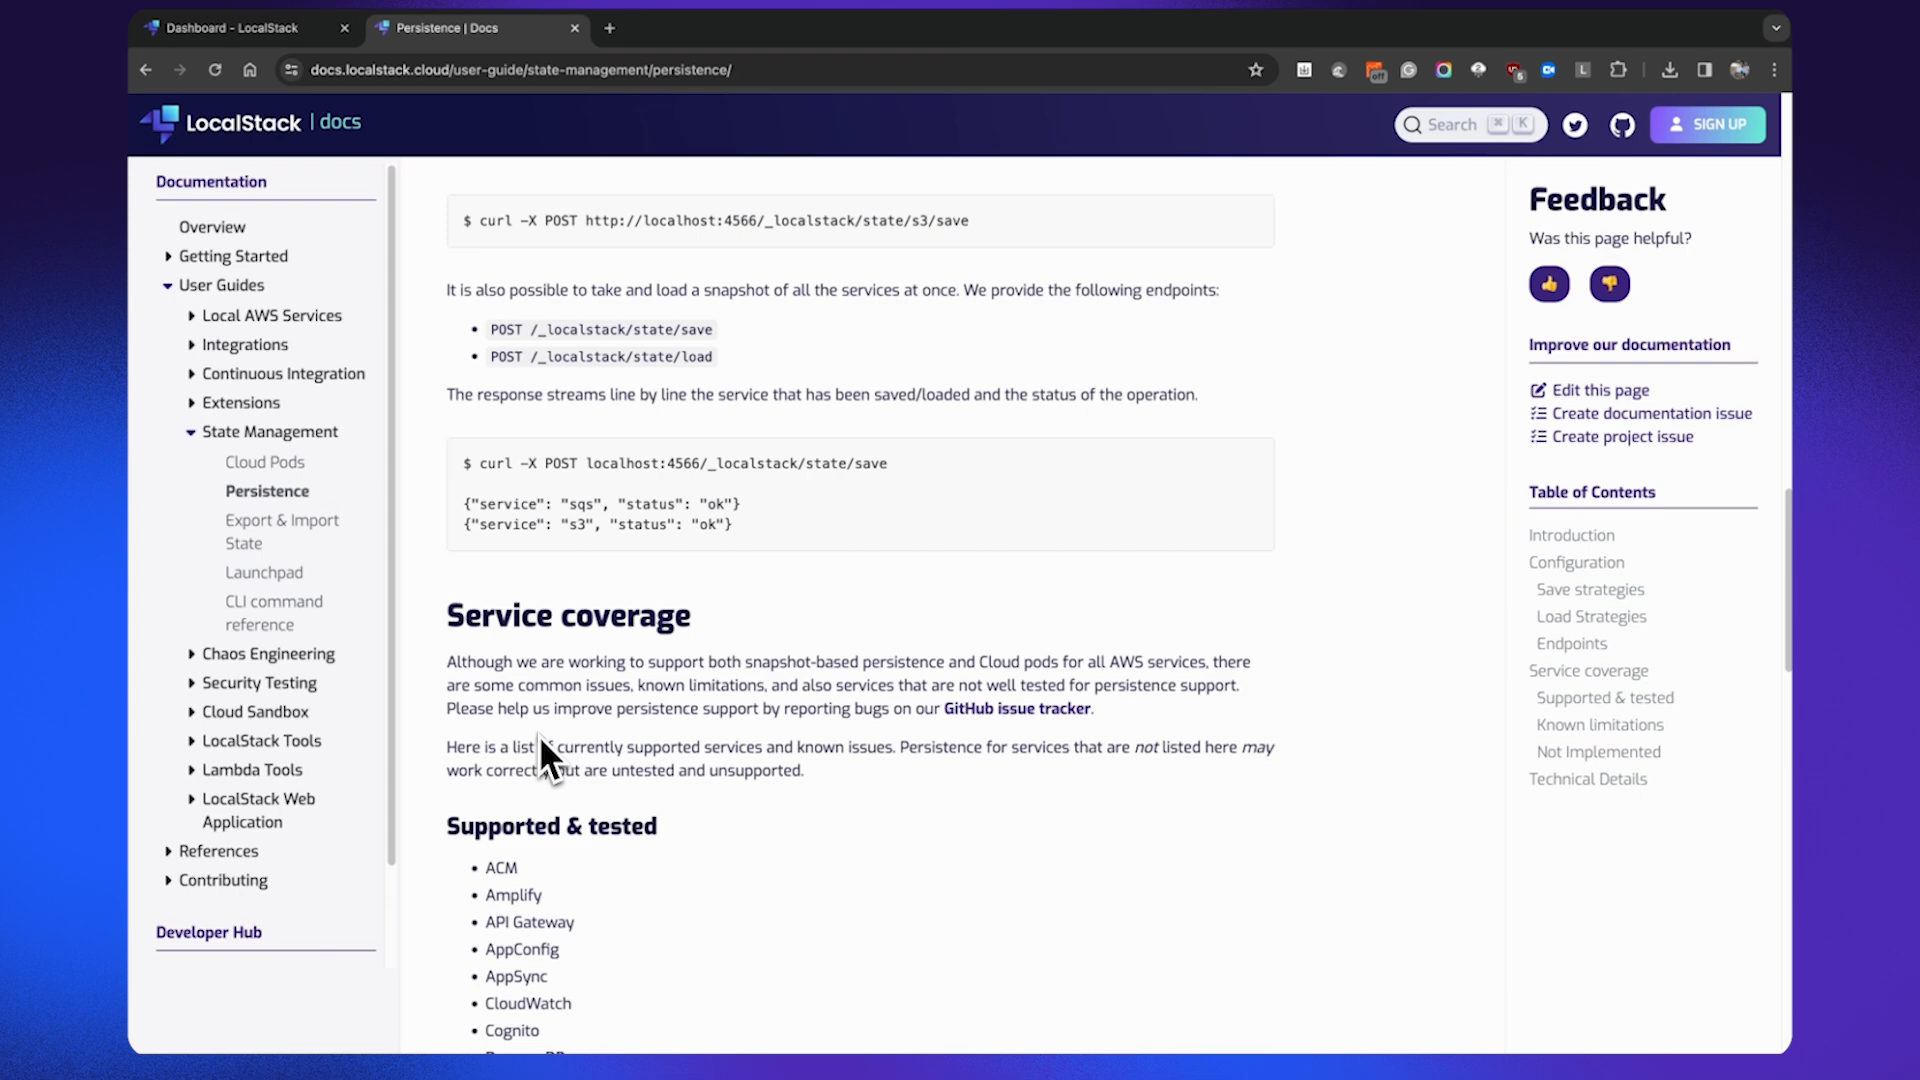 Dashboard - LocalStack
Persistence | Docs
docs.localstack.cloud/user-guide/state-management/persistence/
LocalStack | docs
Search ⌘ K
SIGN UP
Documentation
Overview
Getting Started
User Guides
Local AWS Services
Integrations
Continuous Integration
Extensions
State Management
Cloud Pods
Persistence
Export & Import
State
Launchpad
CLI command
reference
Chaos Engineering
Security Testing
Cloud Sandbox
LocalStack Tools
Lambda Tools
LocalStack Web
Application
References
Contributing
Developer Hub
$ curl -X POST http://localhost:4566/_localstack/state/s3/save
It is also possible to take and load a snapshot of all the services at once. We provide the following endpoints:
• POST /_localstack/state/save
• POST /_localstack/state/load
The response streams line by line the service that has been saved/loaded and the status of the operation.
$ curl -X POST localhost:4566/_localstack/state/save
{"service": "sqs", "status": "ok"}
{"service": "s3", "status": "ok"}
Service coverage
Although we are working to support both snapshot-based persistence and Cloud pods for all AWS services, there
are some common issues, known limitations, and also services that are not well tested for persistence support.
Please help us improve persistence support by reporting bugs on our GitHub issue tracker.
Here is a list currently supported services and known issues. Persistence for services that are not listed here may
work are untested and unsupported.
Supported & tested
• ACM
• Amplify
• API Gateway
• AppConfig
• AppSync
• CloudWatch
• Cognito
Feedback
Was this page helpful?
Improve our documentation
Edit this page
Create documentation issue
Create project issue
Table of Contents
Introduction
Configuration
Save strategies
Load Strategies
Endpoints
Service coverage
Supported & tested
Known limitations
Not Implemented
Technical Details